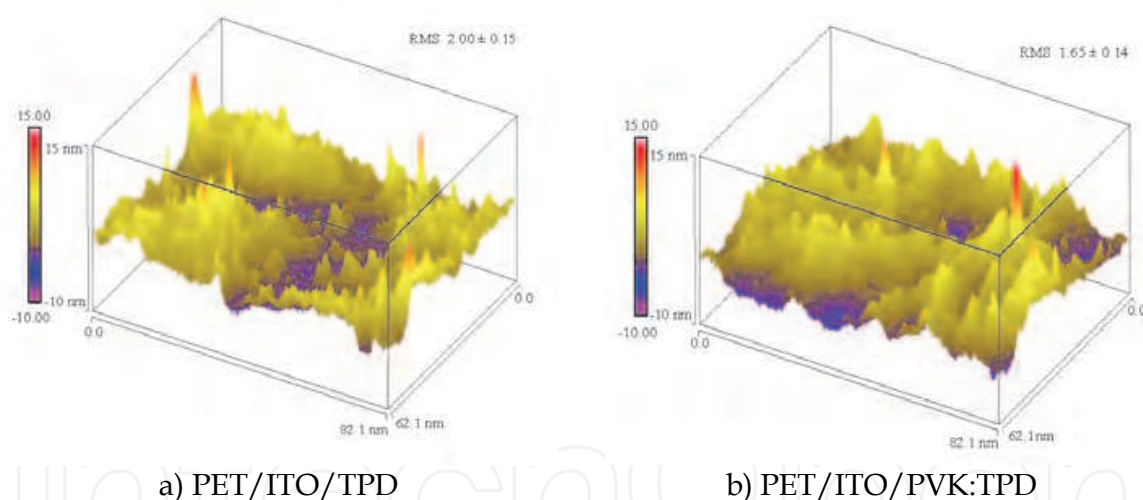 RMS 2.00 ± 0.15
15.00
15 nm
-10 nm
-10.00
0.0
82.1 nm
62.1 nm
0.0
a) PET/ITO/TPD
RMS 1.65 ± 0.14
15.00
15 nm
-10 nm
-10.00
0.0
82.1 nm
62.1nm
0.0
b) PET/ITO/PVK:TPD